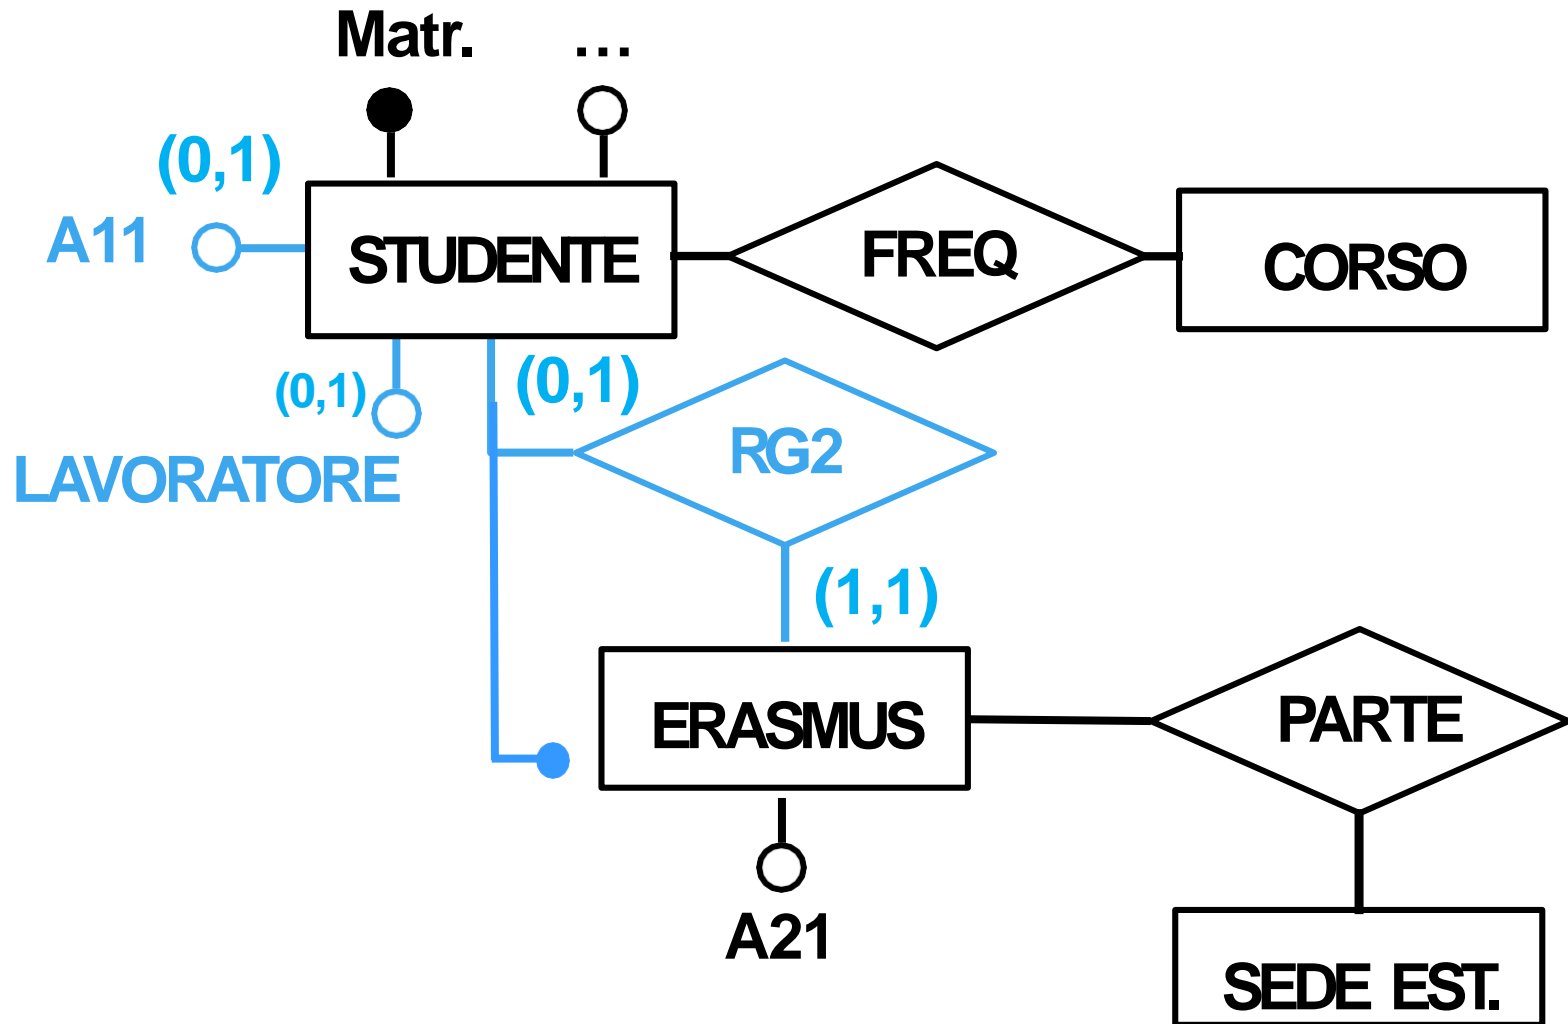 Matr. ...
(0,1)
A11
STUDENTE
FREQ
CORSO
(0,1)
(0,1)
LAVORATORE
RG2
(1,1)
ERASMUS
PARTE
A21
SEDE EST.